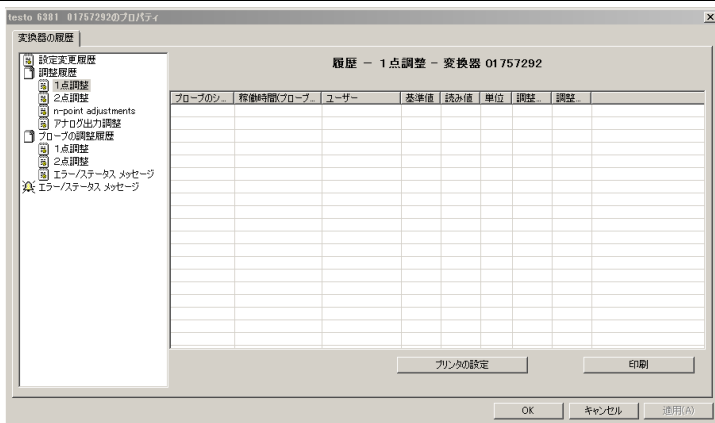 testo 6381 01757292のプロパティ
変換器の履歴
設定変更履歴
調整履歴
1点調整
2点調整
n-point adjustments
アナログ出力調整
プローブの調整履歴
1点調整
2点調整
エラー/ステータス メッセージ
エラー/ステータス メッセージ
履歴 − 1点調整 − 変換器 01757292
プローブのシ... 稼働時間(プローブ... ユーザー 基準値 読み値 単位 調整... 調整...
プリンタの設定 印刷
OK キャンセル 適用(A)